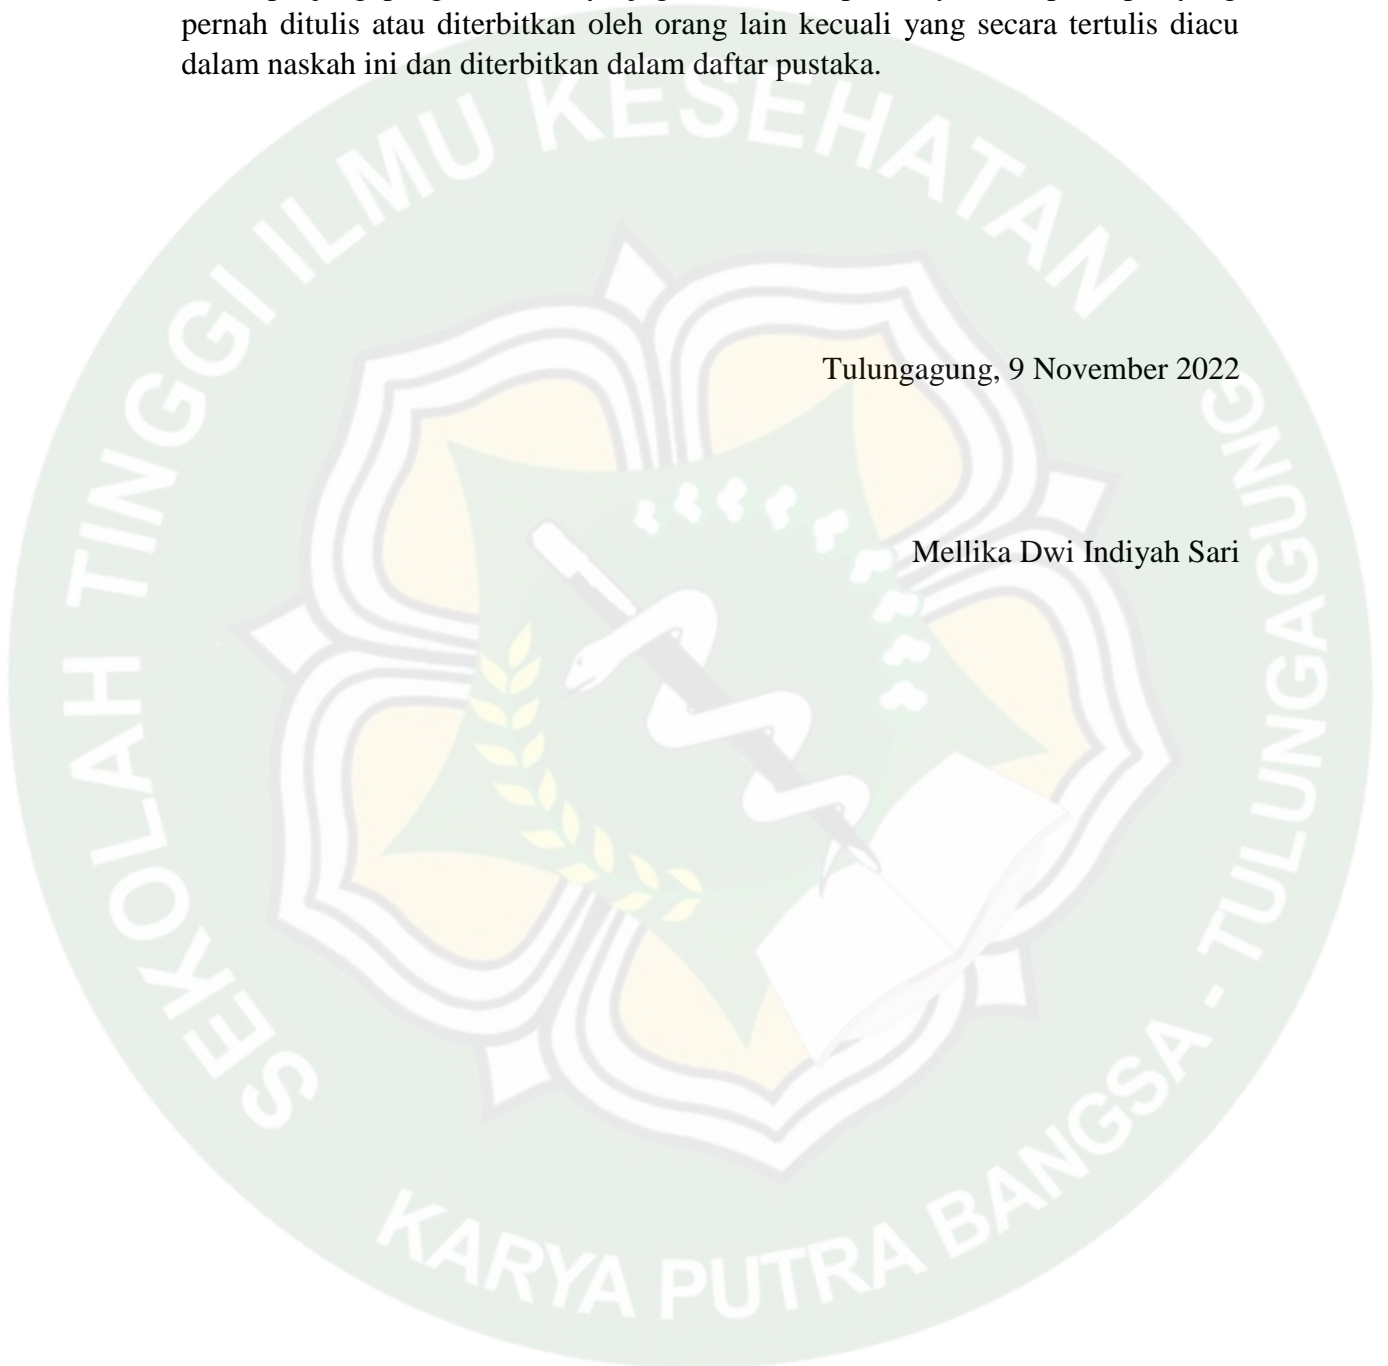 pernah ditulis atau diterbitkan oleh orang lain kecuali yang secara tertulis diacu
dalam naskah ini dan diterbitkan dalam daftar pustaka.
Tulungagung, 9 November 2022
Mellika Dwi Indiyah Sari
SEKOLAH TINGGI ILMU KESEHATAN
KARYA PUTRA BANGSA - TULUNGAGUNG